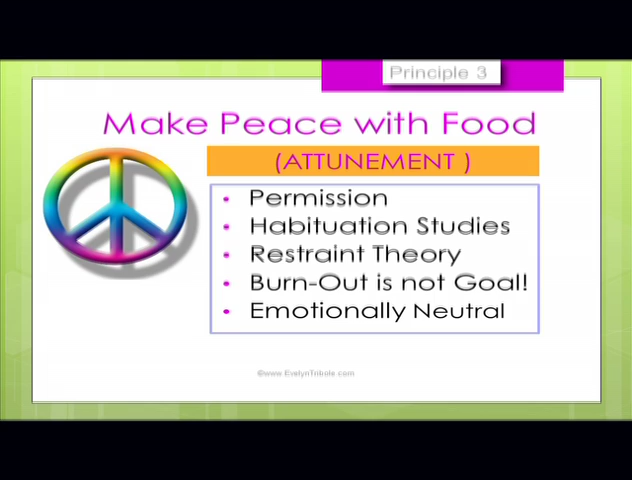 Principle 3
Make Peace with Food
(ATTUNEMENT )
• Permission
• Habituation Studies
• Restraint Theory
• Burn-Out is not Goal!
• Emotionally Neutral
©www.EvelynTribole.com